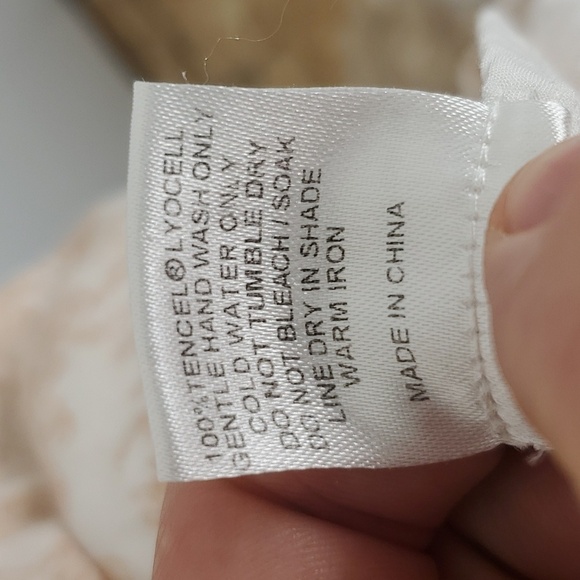 100% TENCEL® LYOCELL
GENTLE HAND WASH ONLY
COLD WATER ONLY
DO NOT TUMBLE DRY
DO NOT BLEACH / SOAK
LINE DRY IN SHADE
WARM IRON
MADE IN CHINA